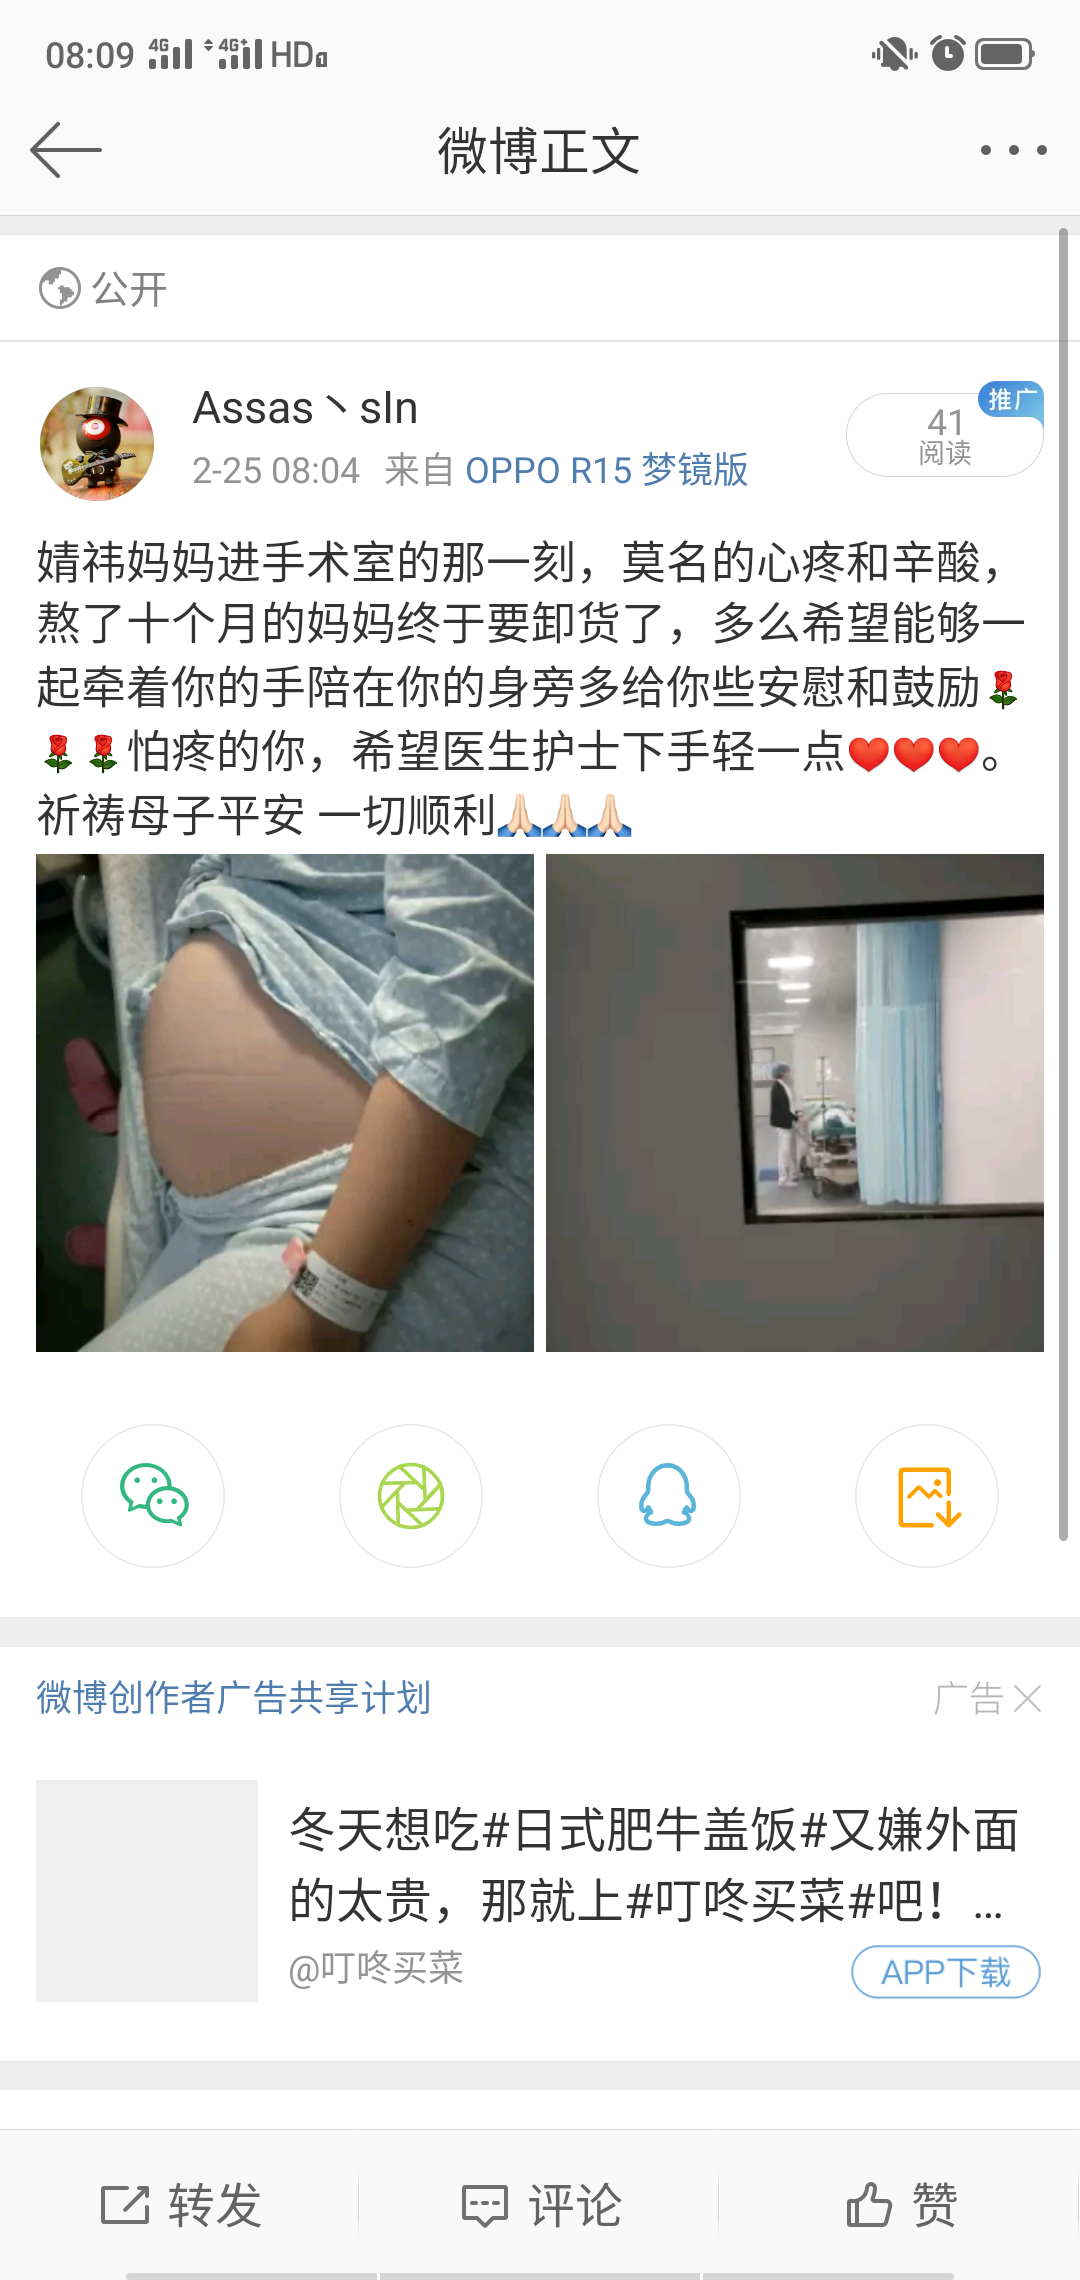 08:09 4G 4G+ HD1
微博正文
公开
Assas丶sIn
推广
41
阅读
2-25 08:04 来自 OPPO R15 梦镜版
婧祎妈妈进手术室的那一刻，莫名的心疼和辛酸，
熬了十个月的妈妈终于要卸货了，多么希望能够一
起牵着你的手陪在你的身旁多给你些安慰和鼓励🌹
🌹🌹怕疼的你，希望医生护士下手轻一点❤️❤️❤️。
祈祷母子平安 一切顺利🙏🏻🙏🏻🙏🏻
微博创作者广告共享计划
广告
冬天想吃#日式肥牛盖饭#又嫌外面
的太贵，那就上#叮咚买菜#吧！...
@叮咚买菜
APP下载
转发
评论
赞